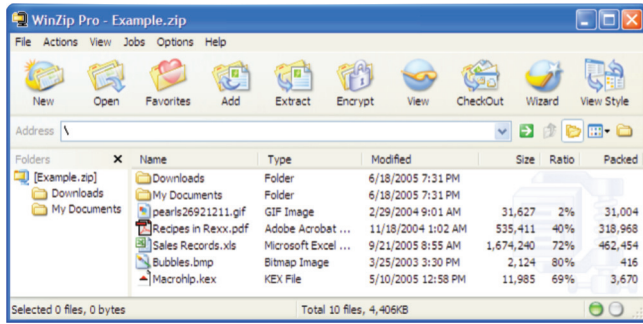 WinZip Pro - Example.zip
File Actions View Jobs Options Help
New Open Favorites Add Extract Encrypt View CheckOut Wizard View Style
Address \
Folders x Name Type Modified Size Ratio Packed
[Example.zip] Downloads Folder 6/18/2005 7:31 PM
Downloads My Documents Folder 6/18/2005 7:31 PM
My Documents pearls26921211.gif GIF Image 2/29/2004 9:01 AM 31,627 2% 31,004
Recipes in Rexx.pdf Adobe Acrobat ... 11/18/2004 1:02 AM 535,411 40% 318,968
Sales Records.xls Microsoft Excel ... 9/21/2005 8:55 AM 1,674,240 72% 462,454
Bubbles.bmp Bitmap Image 3/25/2003 3:30 PM 2,124 80% 416
Macrohlp.kex KEX File 5/10/2005 12:58 PM 11,985 69% 3,670
Selected 0 files, 0 bytes Total 10 files, 4,406KB